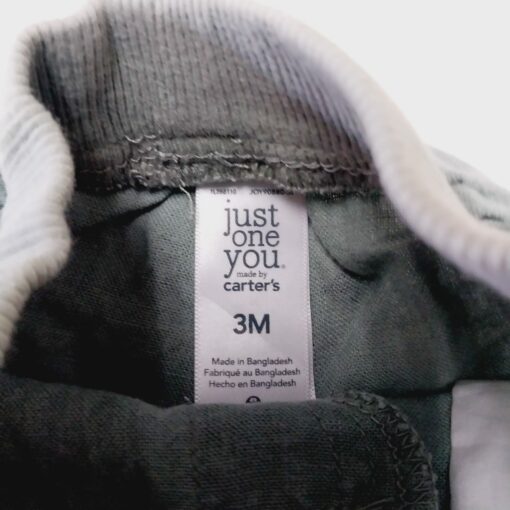 just
one
you®
made by
carter's
3M
Made in Bangladesh
Fabriqué au Bangladesh
Hecho en Bangladesh